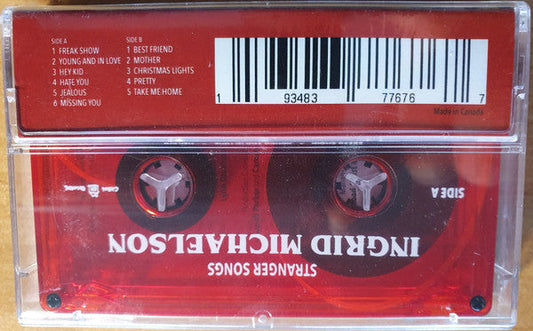 SIDE A
1 FREAK SHOW
2 YOUNG AND IN LOVE
3 HEY KID
4 HATE YOU
5 JEALOUS
6 MISSING YOU
SIDE B
1 BEST FRIEND
2 MOTHER
3 CHRISTMAS LIGHTS
4 PRETTY
5 TAKE ME HOME
1 93483 77676 7
Made in Canada
SIDE A
INGRID MICHAELSON
STRANGER SONGS